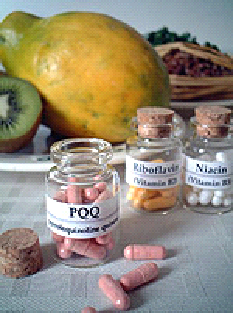 PQQ
Riboflavin
(Vitamin B2)
Niacin
(Vitamin B3)